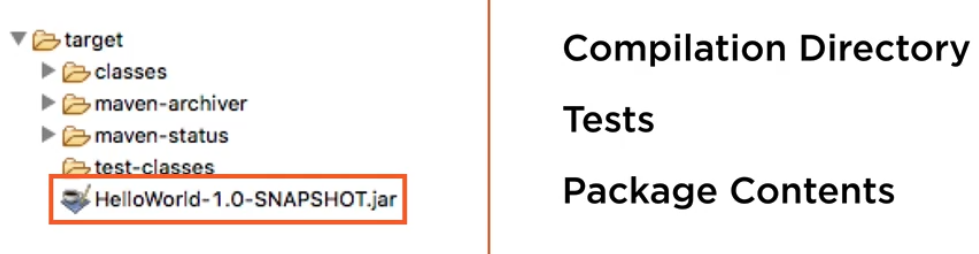 target
classes
maven-archiver
maven-status
test-classes
HelloWorld-1.0-SNAPSHOT.jar
Compilation Directory
Tests
Package Contents